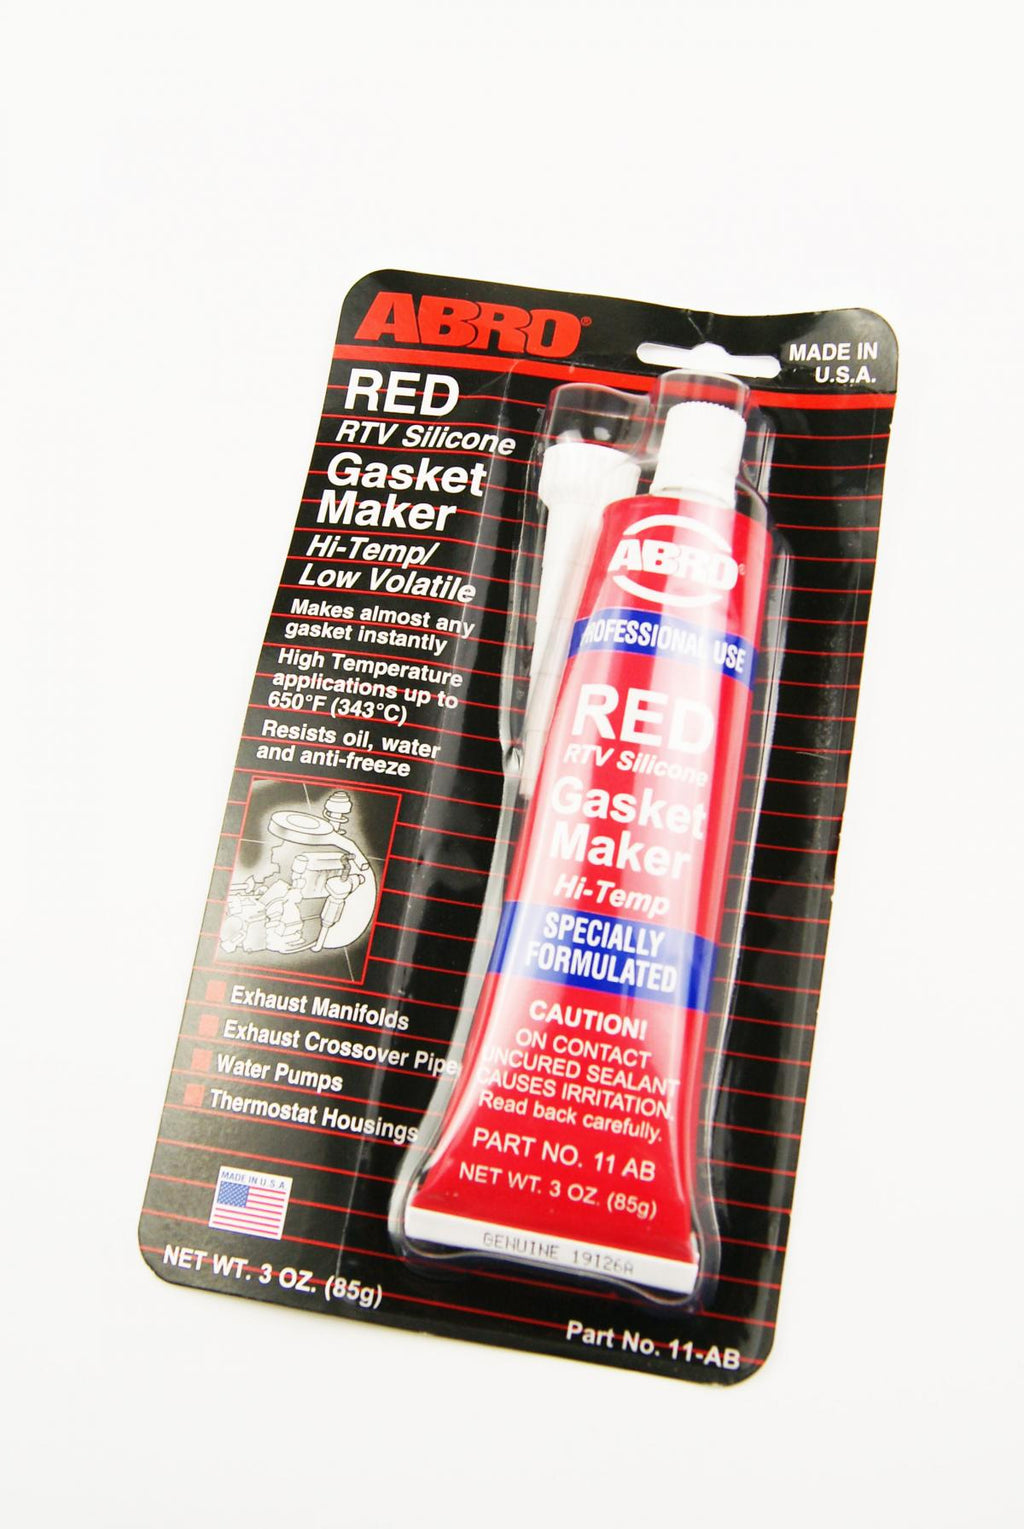 ABRO®
MADE IN
U.S.A.
RED
RTV Silicone
Gasket
Maker
Hi-Temp/
Low Volatile
Makes almost any
gasket instantly
High Temperature
applications up to
650°F (343°C)
Resists oil, water
and anti-freeze
Exhaust Manifolds
Exhaust Crossover Pipe
Water Pumps
Thermostat Housings
MADE IN U.S.A
NET WT. 3 OZ. (85g)
Part No. 11-AB
ABRO®
PROFESSIONAL USE
RED
RTV Silicone
Gasket
Maker
Hi-Temp
SPECIALLY
FORMULATED
CAUTION!
ON CONTACT
UNCURED SEALANT
CAUSES IRRITATION.
Read back carefully.
PART NO. 11 AB
NET WT. 3 OZ. (85g)
GENUINE 19126A